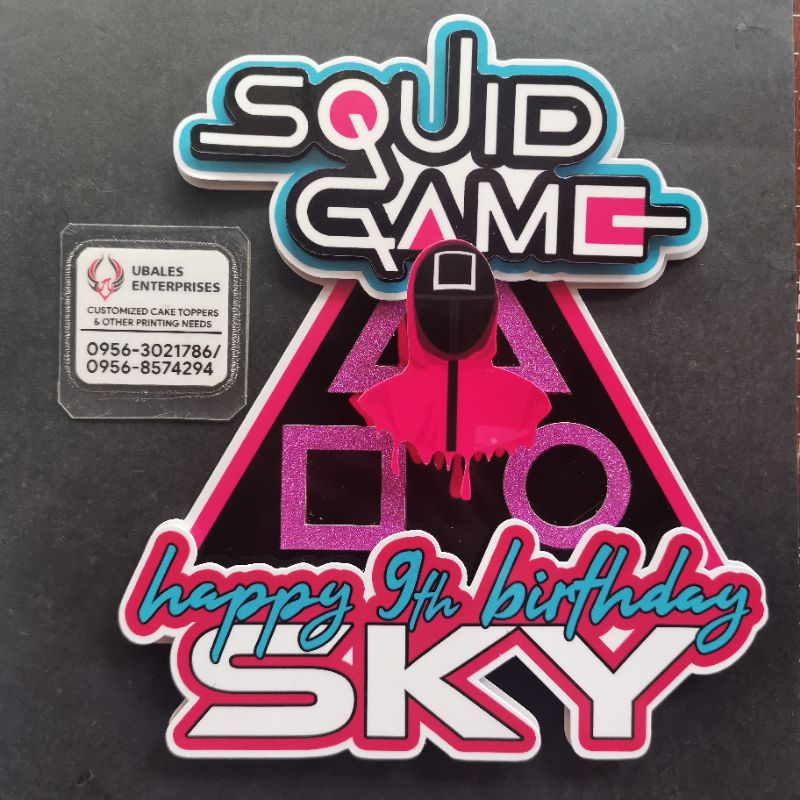 SQUID
GAME
UBALES
ENTERPRISES
CUSTOMIZED CAKE TOPPERS
& OTHER PRINTING NEEDS
0956-3021786/
0956-8574294
happy 9th birthday
SKY